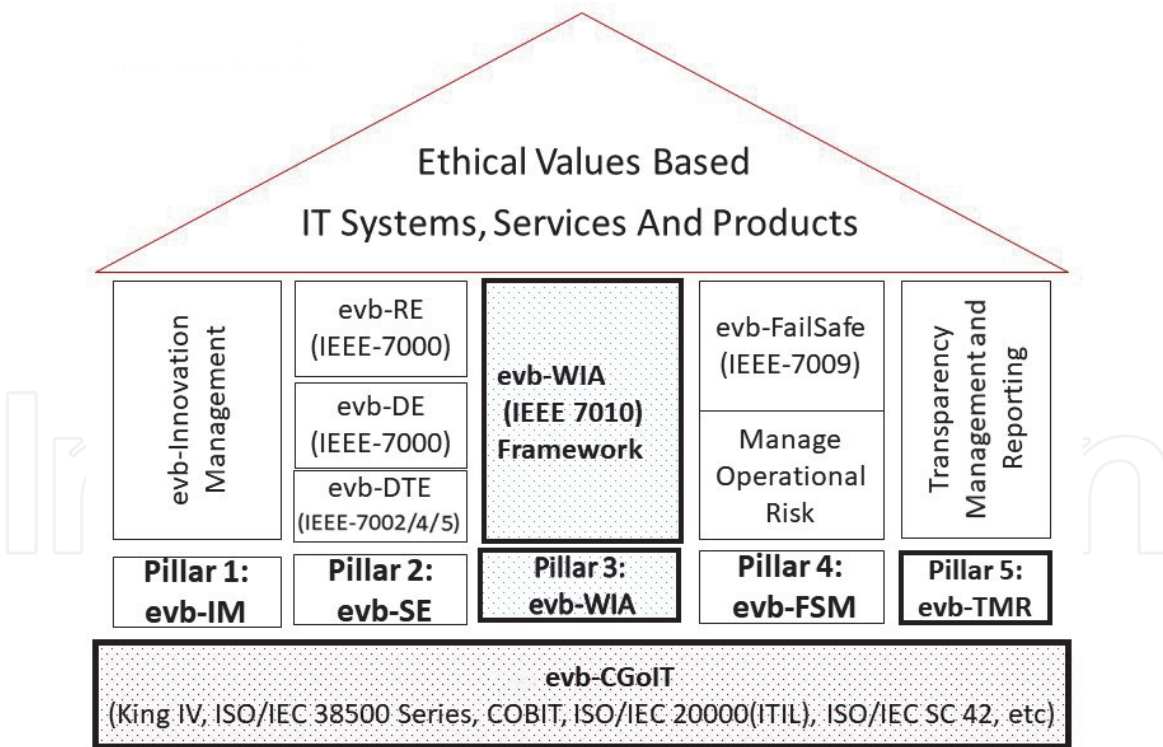 Ethical Values Based
IT Systems, Services And Products
evb-Innovation
Management
evb-RE
(IEEE-7000)
evb-DE
(IEEE-7000)
evb-DTE
(IEEE-7002/4/5)
evb-WIA
(IEEE 7010)
Framework
evb-FailSafe
(IEEE-7009)
Manage
Operational
Risk
Transparency
Management and
Reporting
Pillar 1:
evb-IM
Pillar 2:
evb-SE
Pillar 3:
evb-WIA
Pillar 4:
evb-FSM
Pillar 5:
evb-TMR
evb-CGoIT
(King IV, ISO/IEC 38500 Series, COBIT, ISO/IEC 20000(ITIL), ISO/IEC SC 42, etc)